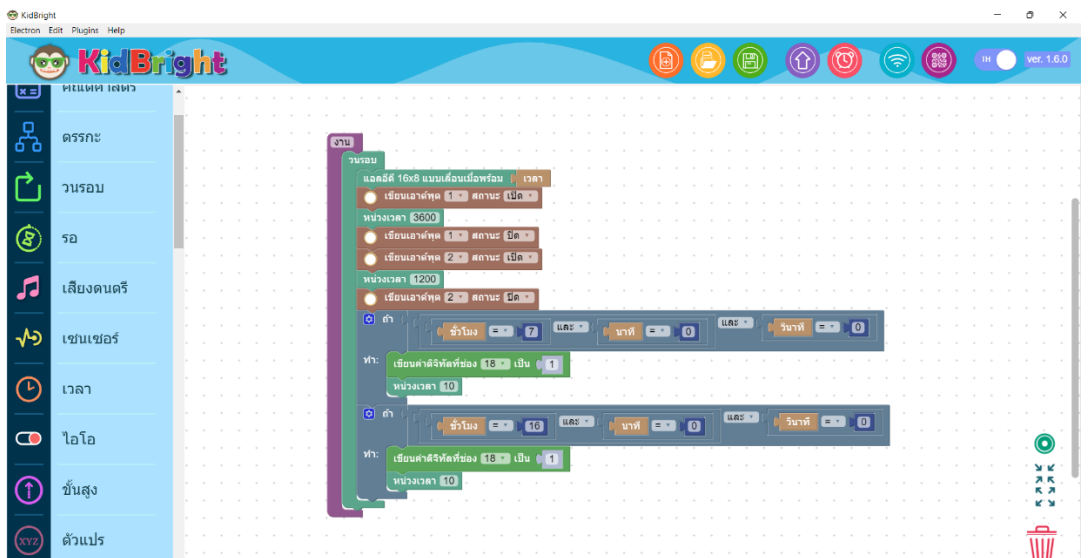 KidBright
Electron Edit Plugins Help
KidBright
TH ver. 1.6.0
คณิตศาสตร์
ตรรกะ
วนรอบ
รอ
เสียงดนตรี
เซนเซอร์
เวลา
ไอโอ
ขั้นสูง
ตัวแปร
XYZ
งาน
วนรอบ
แอลอีดี 16x8 แบบเลื่อนเมื่อพร้อม เวลา
เขียนเอาต์พุต 1 สถานะ เปิด
หน่วงเวลา 3600
เขียนเอาต์พุต 1 สถานะ ปิด
เขียนเอาต์พุต 2 สถานะ เปิด
หน่วงเวลา 1200
เขียนเอาต์พุต 2 สถานะ ปิด
ถ้า ชั่วโมง = 7 และ นาที = 0 และ วินาที = 0
ทำ: เขียนค่าดิจิทัลที่ช่อง 18 เป็น 1
หน่วงเวลา 10
ถ้า ชั่วโมง = 16 และ นาที = 0 และ วินาที = 0
ทำ: เขียนค่าดิจิทัลที่ช่อง 18 เป็น 1
หน่วงเวลา 10